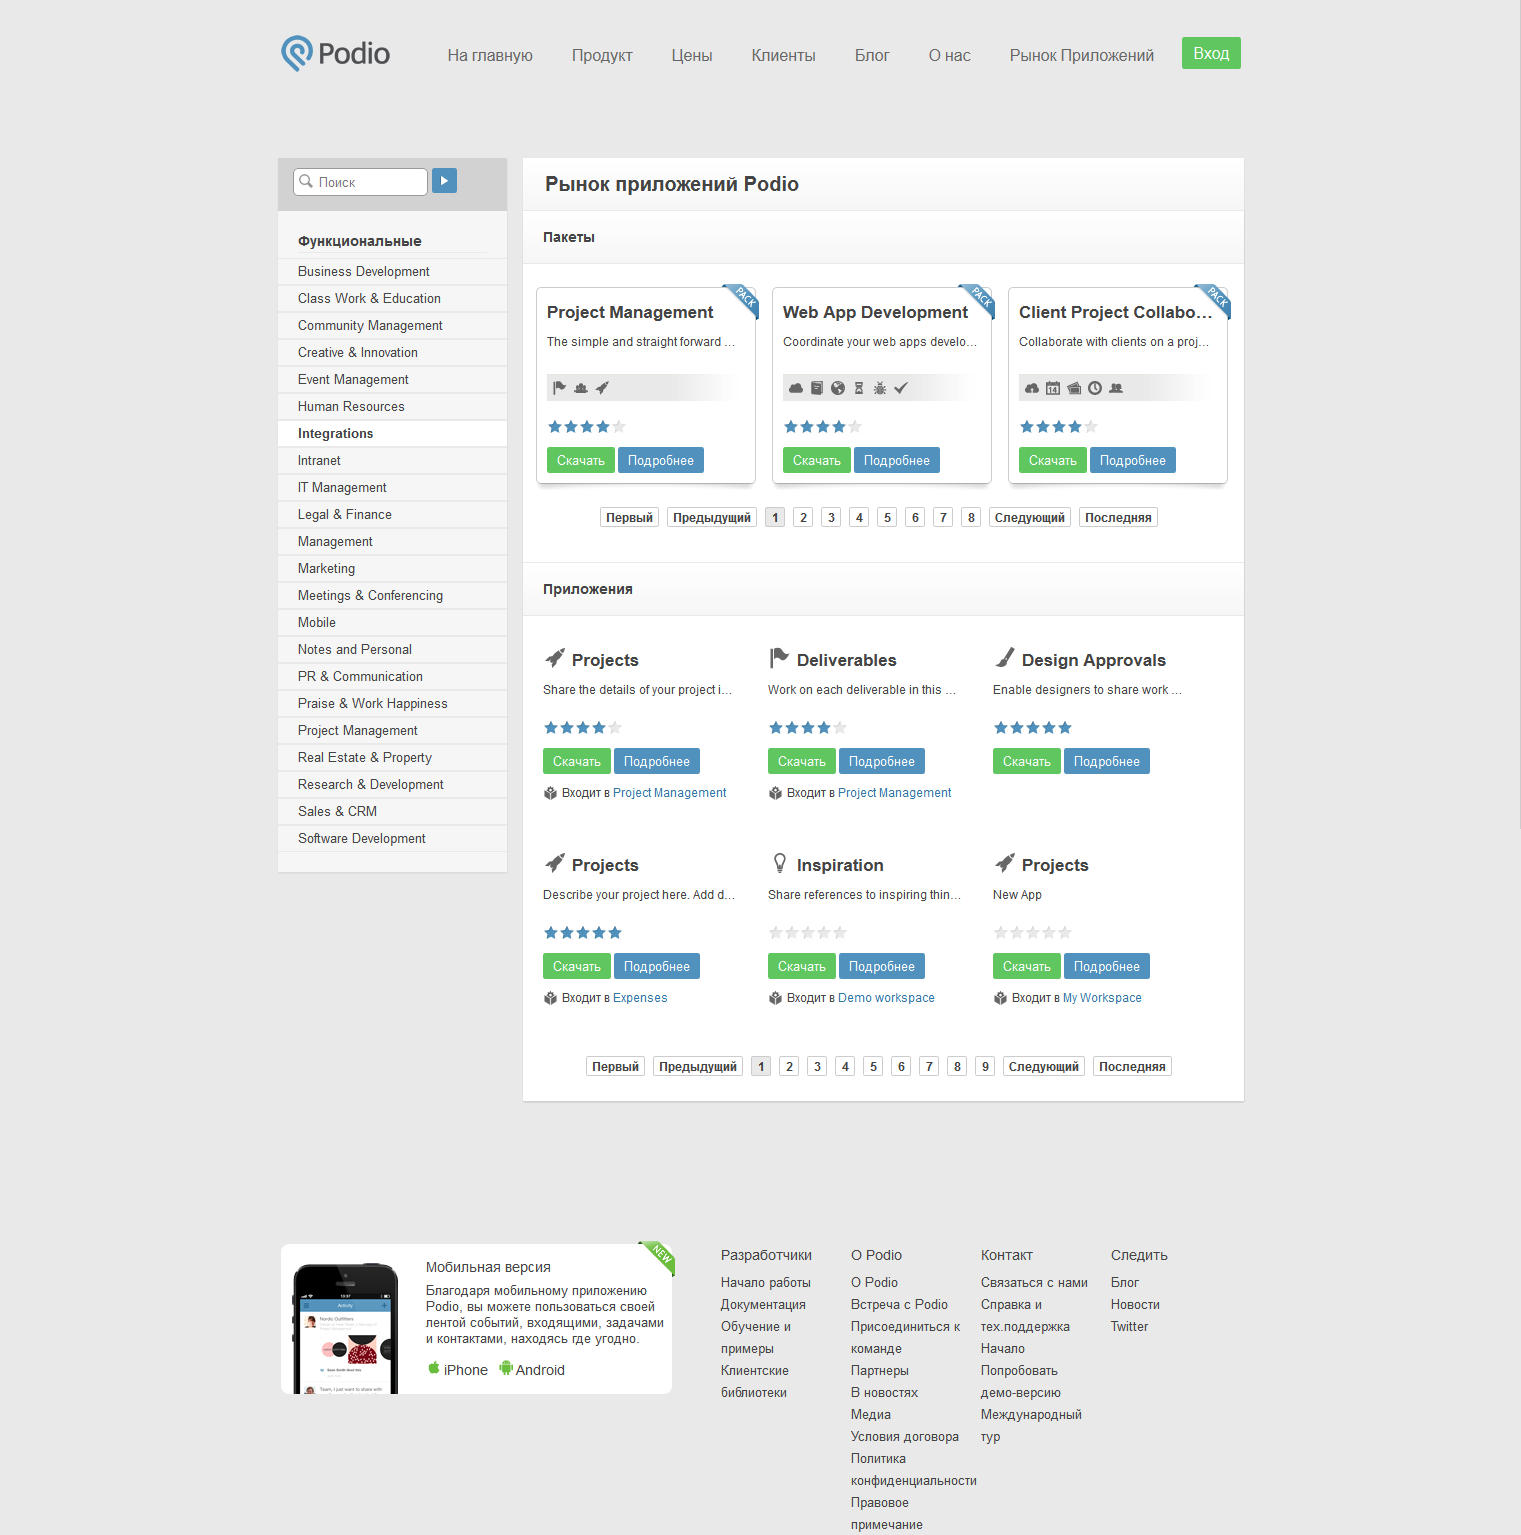 Podio
На главную Продукт Цены Клиенты Блог О нас Рынок Приложений Вход
Поиск
Функциональные
Business Development
Class Work & Education
Community Management
Creative & Innovation
Event Management
Human Resources
Integrations
Intranet
IT Management
Legal & Finance
Management
Marketing
Meetings & Conferencing
Mobile
Notes and Personal
PR & Communication
Praise & Work Happiness
Project Management
Real Estate & Property
Research & Development
Sales & CRM
Software Development
Рынок приложений Podio
Пакеты
PACK
Project Management
The simple and straight forward ...
Скачать Подробнее
PACK
Web App Development
Coordinate your web apps develo...
Скачать Подробнее
PACK
Client Project Collabo...
Collaborate with clients on a proj...
14
Скачать Подробнее
Первый Предыдущий 1 2 3 4 5 6 7 8 Следующий Последняя
Приложения
Projects
Share the details of your project i...
Скачать Подробнее
Входит в Project Management
Deliverables
Work on each deliverable in this ...
Скачать Подробнее
Входит в Project Management
Design Approvals
Enable designers to share work ...
Скачать Подробнее
Projects
Describe your project here. Add d...
Скачать Подробнее
Входит в Expenses
Inspiration
Share references to inspiring thin...
Скачать Подробнее
Входит в Demo workspace
Projects
New App
Скачать Подробнее
Входит в My Workspace
Первый Предыдущий 1 2 3 4 5 6 7 8 9 Следующий Последняя
NEW
Activity
Nordic Outfitters
Team, I just want to share with
Мобильная версия
Благодаря мобильному приложению
Podio, вы можете пользоваться своей
лентой событий, входящими, задачами
и контактами, находясь где угодно.
iPhone Android
Разработчики
Начало работы
Документация
Обучение и
примеры
Клиентские
библиотеки
О Podio
О Podio
Встреча с Podio
Присоединиться к
команде
Партнеры
В новостях
Медиа
Условия договора
Политика
конфиденциальности
Правовое
примечание
Контакт
Связаться с нами
Справка и
тех.поддержка
Начало
Попробовать
демо-версию
Международный
тур
Следить
Блог
Новости
Twitter